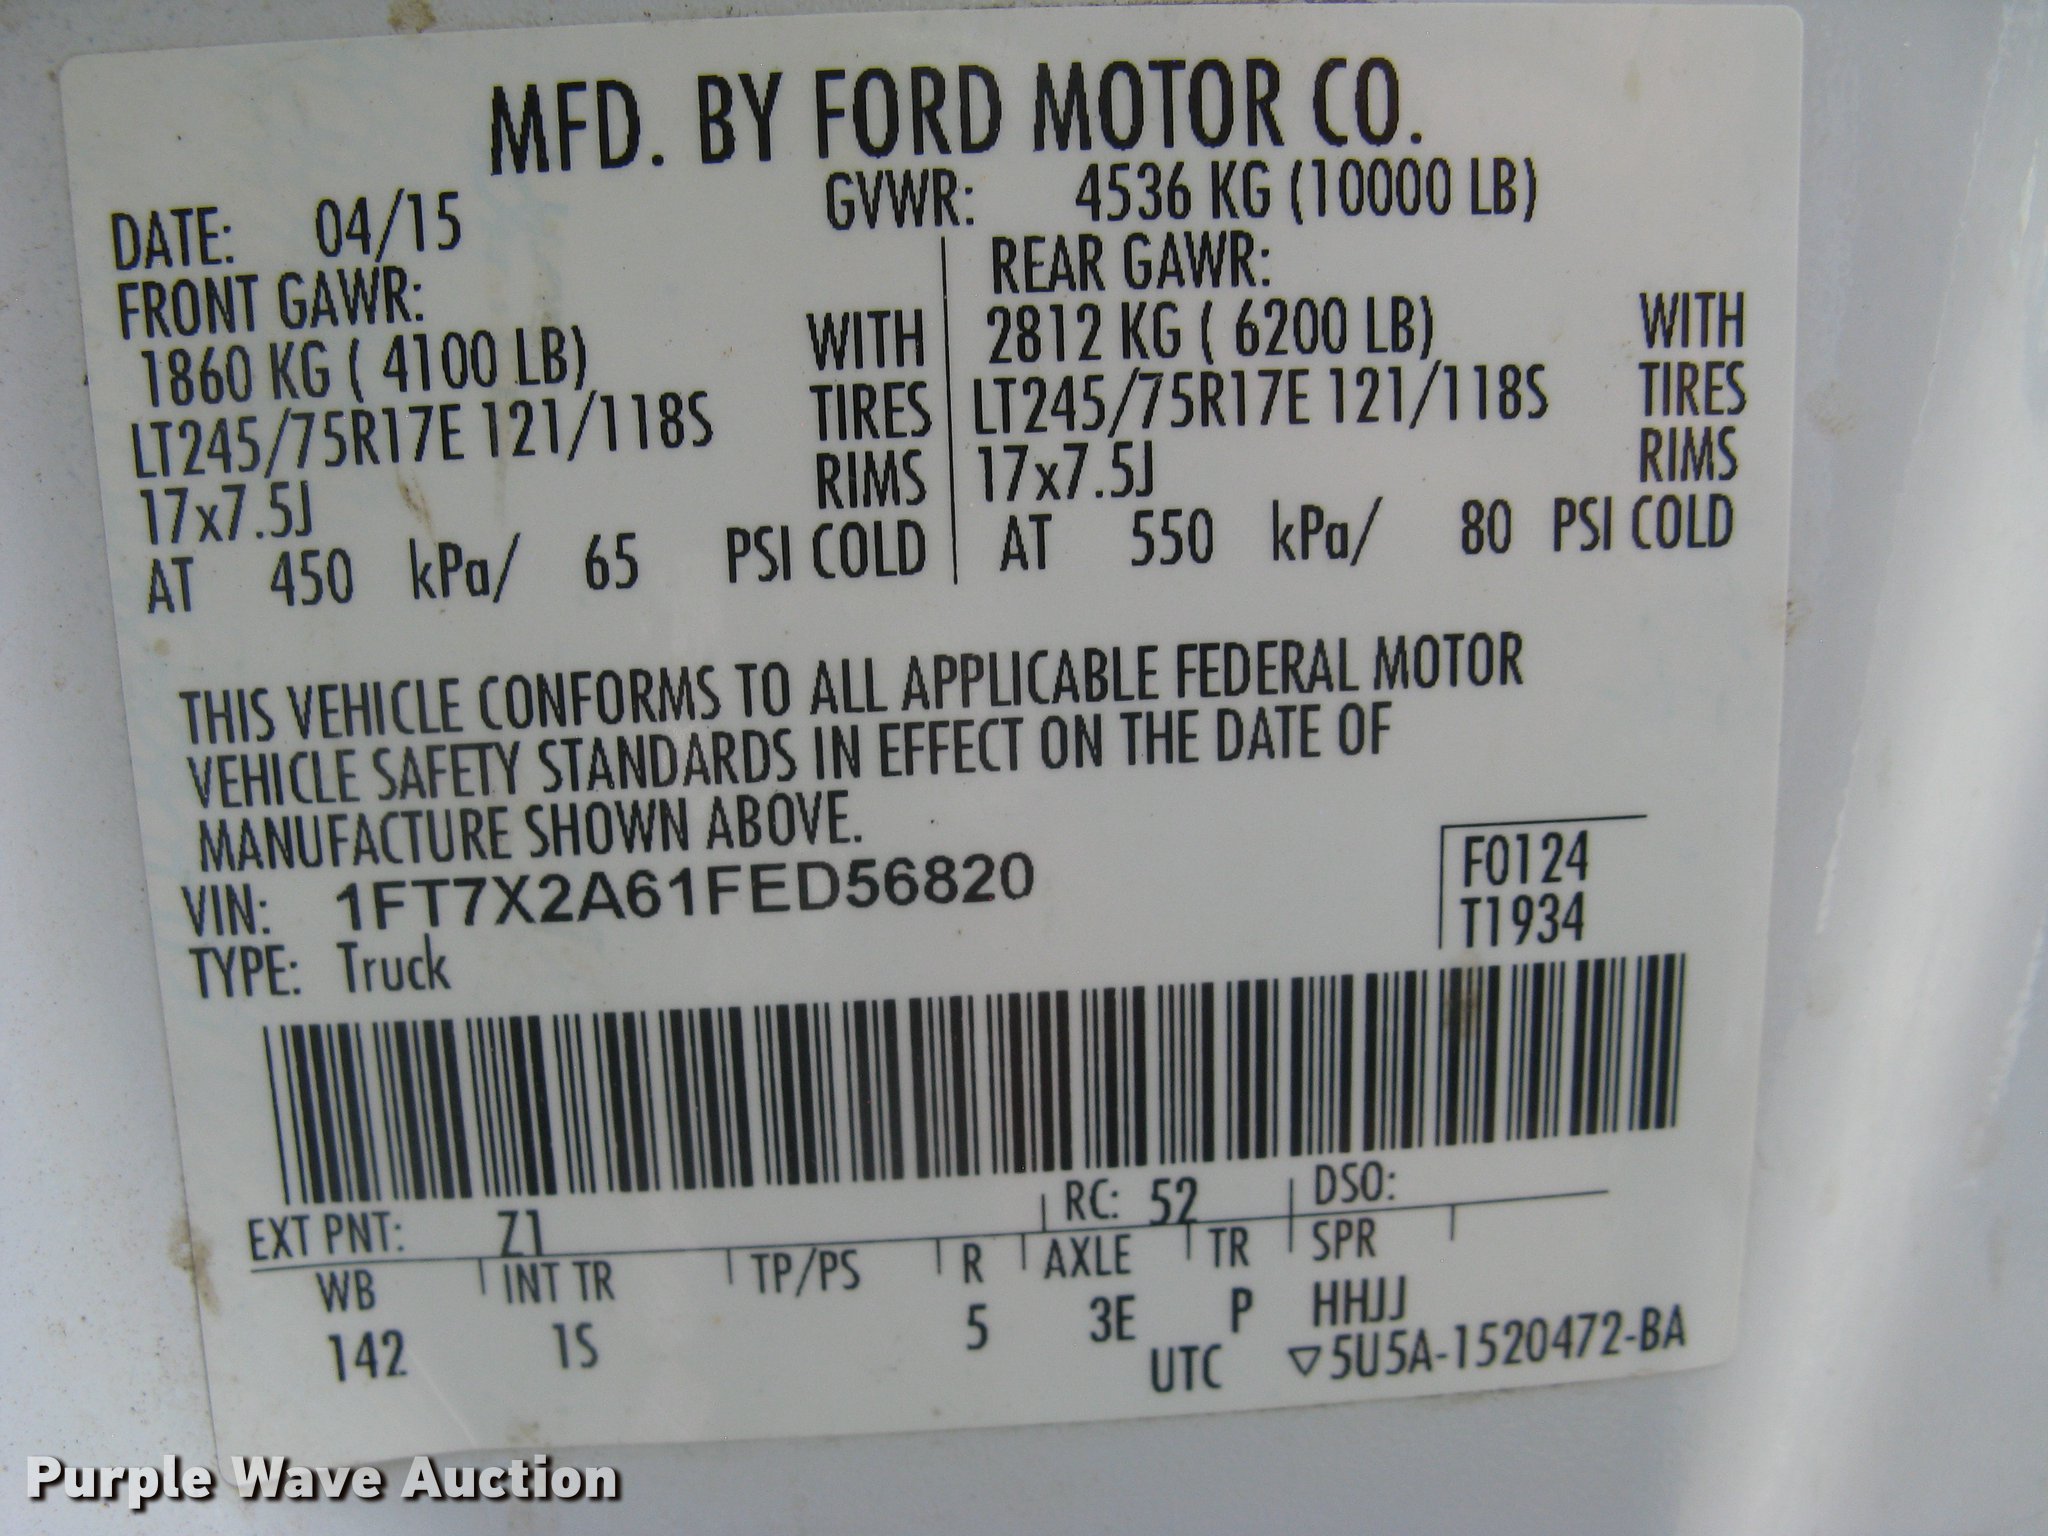 MFD. BY FORD MOTOR CO.
DATE: 04/15 GVWR: 4536 KG (10000 LB)
FRONT GAWR:
1860 KG ( 4100 LB) WITH
LT245/75R17E 121/118S TIRES
17x7.5J RIMS
AT 450 kPa/ 65 PSI COLD
REAR GAWR:
2812 KG ( 6200 LB) WITH
LT245/75R17E 121/118S TIRES
17x7.5J RIMS
AT 550 kPa/ 80 PSI COLD
THIS VEHICLE CONFORMS TO ALL APPLICABLE FEDERAL MOTOR
VEHICLE SAFETY STANDARDS IN EFFECT ON THE DATE OF
MANUFACTURE SHOWN ABOVE.
VIN: 1FT7X2A61FED56820
TYPE: Truck
F0124
T1934
EXT PNT: Z1 RC: 52 DSO:
WB INT TR TP/PS R AXLE TR SPR
142 1S 5 3E P HHJJ
UTC ▽5U5A-1520472-BA
Purple Wave Auction